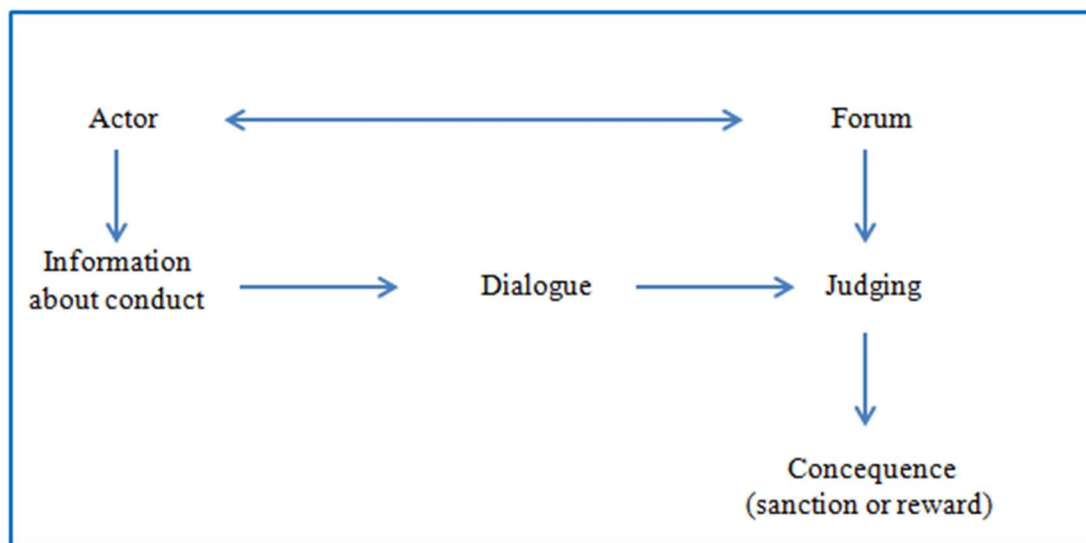 Actor
Forum
Information
about conduct
Dialogue
Judging
Concequence
(sanction or reward)